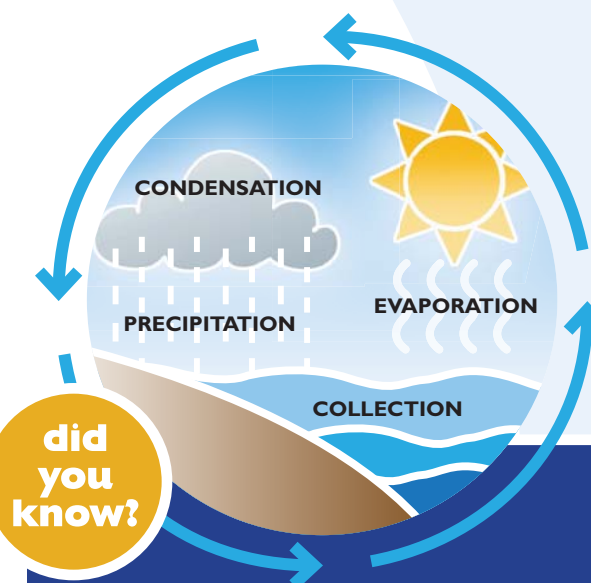 CONDENSATION
PRECIPITATION
EVAPORATION
COLLECTION
did
you
know?